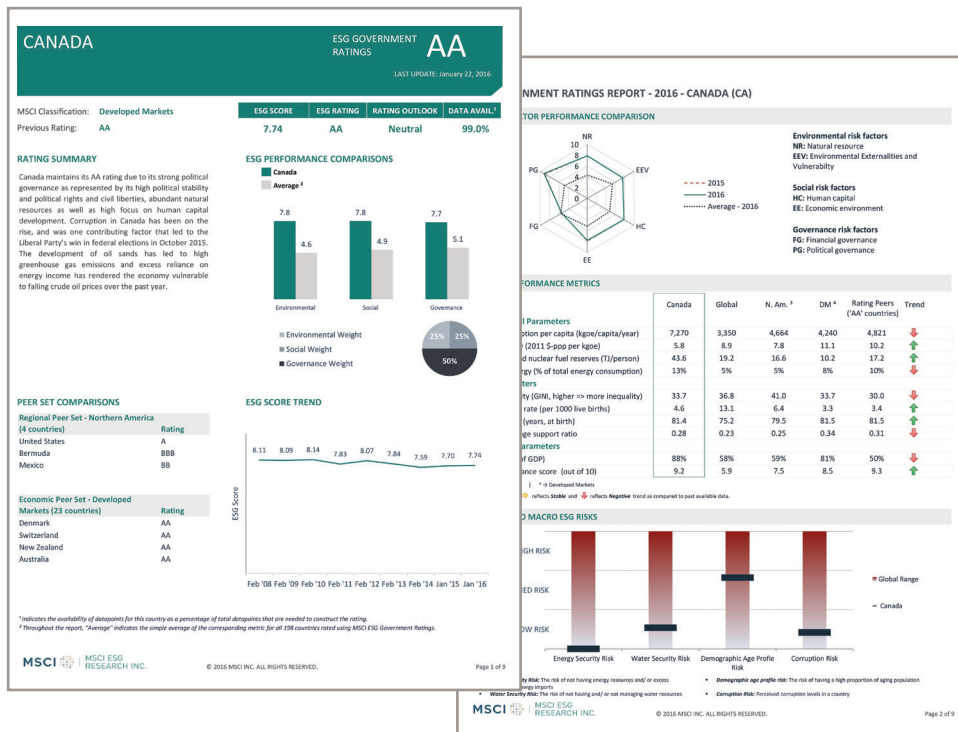 CANADA
ESG GOVERNMENT
RATINGS
AA
LAST UPDATE: January 22, 2016
MSCI Classification: Developed Markets
Previous Rating: AA
ESG SCORE ESG RATING RATING OUTLOOK DATA AVAIL.¹
7.74 AA Neutral 99.0%
RATING SUMMARY
Canada maintains its AA rating due to its strong political
governance as represented by its high political stability
and political rights and civil liberties, abundant natural
resources as well as high focus on human capital
development. Corruption in Canada has been on the
rise, and was one contributing factor that led to the
Liberal Party's win in federal elections in October 2015.
The development of oil sands has led to high
greenhouse gas emissions and excess reliance on
energy income has rendered the economy vulnerable
to falling crude oil prices over the past year.
ESG PERFORMANCE COMPARISONS
Canada
Average ²
7.8 4.6 7.8 4.9 7.7 5.1
Environmental Social Governance
Environmental Weight
Social Weight
Governance Weight
25% 25%
50%
PEER SET COMPARISONS
Regional Peer Set - Northern America
(4 countries) Rating
United States A
Bermuda BBB
Mexico BB
Economic Peer Set - Developed
Markets (23 countries) Rating
Denmark AA
Switzerland AA
New Zealand AA
Australia AA
ESG SCORE TREND
8.11 8.09 8.14 7.83 8.07 7.84 7.59 7.70 7.74
ESG Score
Feb '08 Feb '09 Feb '10 Feb '11 Feb '12 Feb '13 Feb '14 Jan '15 Jan '16
¹ Indicates the availability of datapoints for this country as a percentage of total datapoints that are needed to construct the rating.
² Throughout the report, "Average" indicates the simple average of the corresponding metric for all 198 countries rated using MSCI ESG Government Ratings.
MSCI MSCI ESG
RESEARCH INC.
© 2016 MSCI INC. ALL RIGHTS RESERVED.
Page 1 of 9
NMENT RATINGS REPORT - 2016 - CANADA (CA)
TOR PERFORMANCE COMPARISON
NR
10
8
6
4
2
0
PG
EEV
FG
HC
EE
2015
2016
Average - 2016
Environmental risk factors
NR: Natural resource
EEV: Environmental Externalities and
Vulnerabilty
Social risk factors
HC: Human capital
EE: Economic environment
Governance risk factors
FG: Financial governance
PG: Political governance
FORMANCE METRICS
Canada Global N. Am. ³ DM ⁴ Rating Peers Trend
('AA' countries)
l Parameters
ption per capita (kgoe/capita/year) 7,270 3,350 4,664 4,240 4,821
(2011 $-ppp per kgoe) 5.8 8.9 7.8 11.1 10.2
d nuclear fuel reserves (TJ/person) 43.6 19.2 16.6 10.2 17.2
rgy (% of total energy consumption) 13% 5% 5% 8% 10%
ters
ity (GINI, higher => more inequality) 33.7 36.8 41.0 33.7 30.0
rate (per 1000 live births) 4.6 13.1 6.4 3.3 3.4
(years, at birth) 81.4 75.2 79.5 81.5 81.5
ge support ratio 0.28 0.23 0.25 0.34 0.31
arameters
of GDP) 88% 58% 59% 81% 50%
ance score (out of 10) 9.2 5.9 7.5 8.5 9.3
| ⁴ -> Developed Markets
reflects Stable and reflects Negative trend as compared to past available data.
D MACRO ESG RISKS
GH RISK
IED RISK
OW RISK
Global Range
Canada
Energy Security Risk Water Security Risk Demographic Age Profie Corruption Risk
Risk
ty Risk: The risk of not having energy resources and/ or excess
nergy imports
• Water Security Risk: The risk of not having and/ or not managing water resources
• Demographic age profile risk: The risk of having a high proportion of aging population
• Corruption Risk: Perceived corruption levels in a country
MSCI MSCI ESG
RESEARCH INC.
© 2016 MSCI INC. ALL RIGHTS RESERVED.
Page 2 of 9